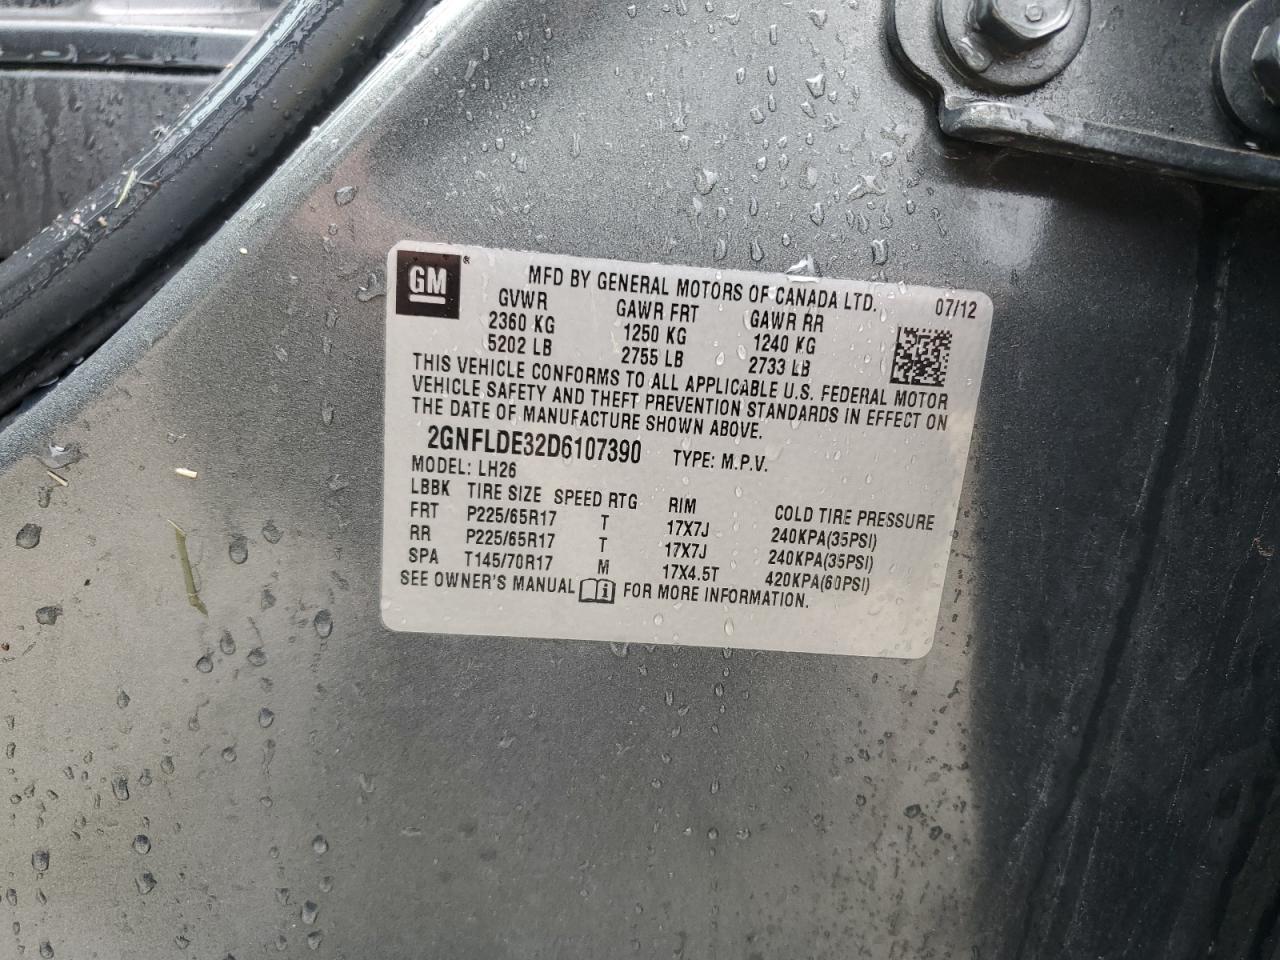 GM ®
MFD BY GENERAL MOTORS OF CANADA LTD. 07/12
GVWR GAWR FRT GAWR RR
2360 KG 1250 KG 1240 KG
5202 LB 2755 LB 2733 LB
THIS VEHICLE CONFORMS TO ALL APPLICABLE U.S. FEDERAL MOTOR
VEHICLE SAFETY AND THEFT PREVENTION STANDARDS IN EFFECT ON
THE DATE OF MANUFACTURE SHOWN ABOVE.
2GNFLDE32D6107390 TYPE: M.P.V.
MODEL: LH26
LBBK TIRE SIZE SPEED RTG RIM COLD TIRE PRESSURE
FRT P225/65R17 T 17X7J 240KPA(35PSI)
RR P225/65R17 T 17X7J 240KPA(35PSI)
SPA T145/70R17 M 17X4.5T 420KPA(60PSI)
SEE OWNER'S MANUAL i FOR MORE INFORMATION.